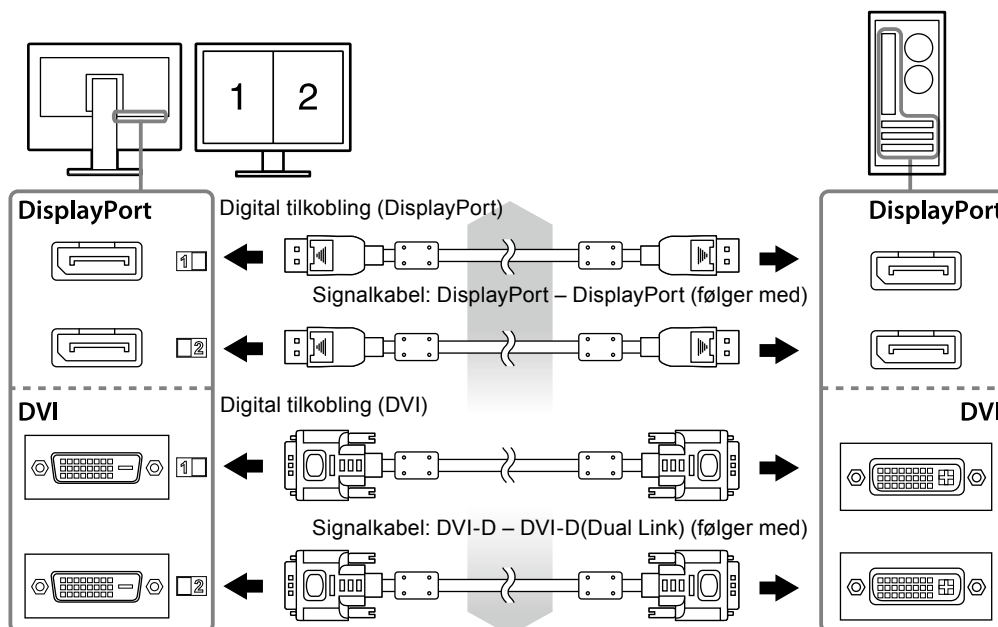 1 2
DisplayPort
Digital tilkobling (DisplayPort)
DisplayPort
1
Signalkabel: DisplayPort – DisplayPort (følger med)
2
DVI
Digital tilkobling (DVI)
DVI
1
Signalkabel: DVI-D – DVI-D(Dual Link) (følger med)
2